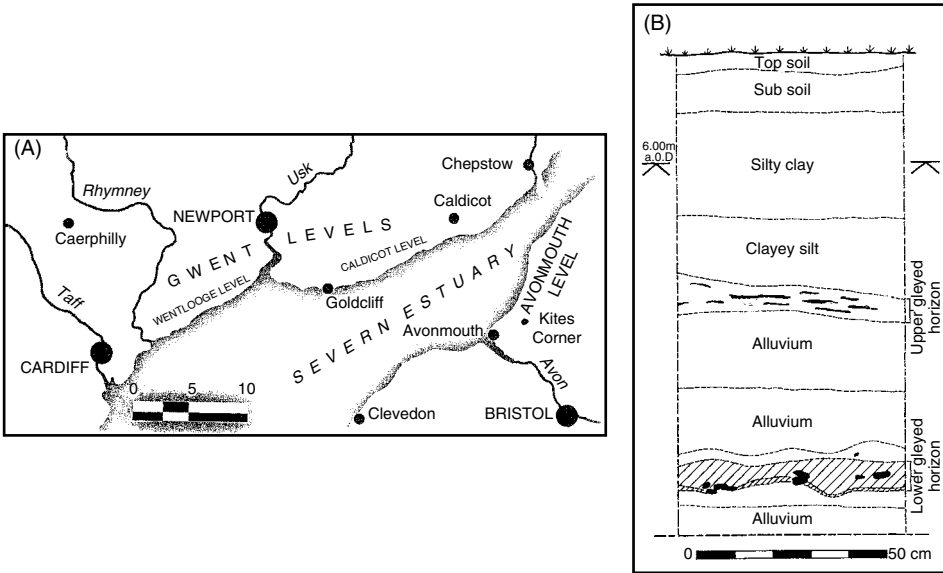 (A)
Rhymney
Usk
Chepstow
NEWPORT
Caldicot
Caerphilly
GWENT LEVELS
CALDICOT LEVEL
WENTLOOGE LEVEL
Goldcliff
SEVERN ESTUARY
AVONMOUTH
LEVEL
Kites
Corner
Taff
Avonmouth
CARDIFF
Avon
0 5 10
Clevedon
BRISTOL
(B)
Top soil
Sub soil
6.00m
a.0.D
Silty clay
Clayey silt
Upper gleyed
horizon
Alluvium
Alluvium
Lower gleyed
horizon
Alluvium
0 50 cm